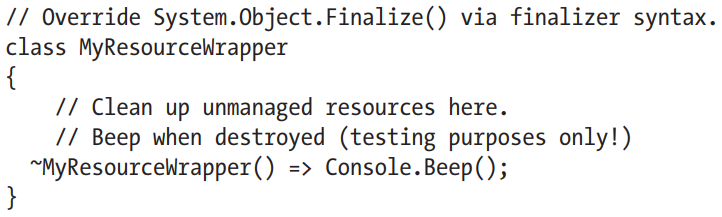 // Override System.Object.Finalize() via finalizer syntax.
class MyResourceWrapper
{
    // Clean up unmanaged resources here.
    // Beep when destroyed (testing purposes only!)
  ~MyResourceWrapper() => Console.Beep();
}